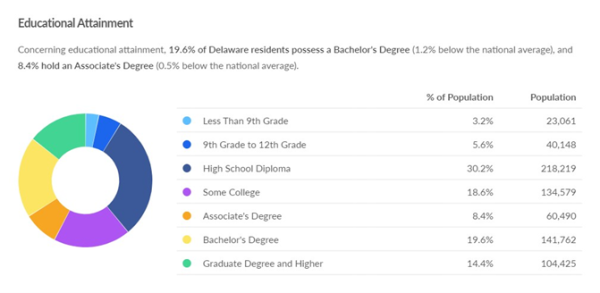 Educational Attainment
Concerning educational attainment, 19.6% of Delaware residents possess a Bachelor's Degree (1.2% below the national average), and
8.4% hold an Associate's Degree (0.5% below the national average).
% of Population Population
Less Than 9th Grade 3.2% 23,061
9th Grade to 12th Grade 5.6% 40,148
High School Diploma 30.2% 218,219
Some College 18.6% 134,579
Associate's Degree 8.4% 60,490
Bachelor's Degree 19.6% 141,762
Graduate Degree and Higher 14.4% 104,425